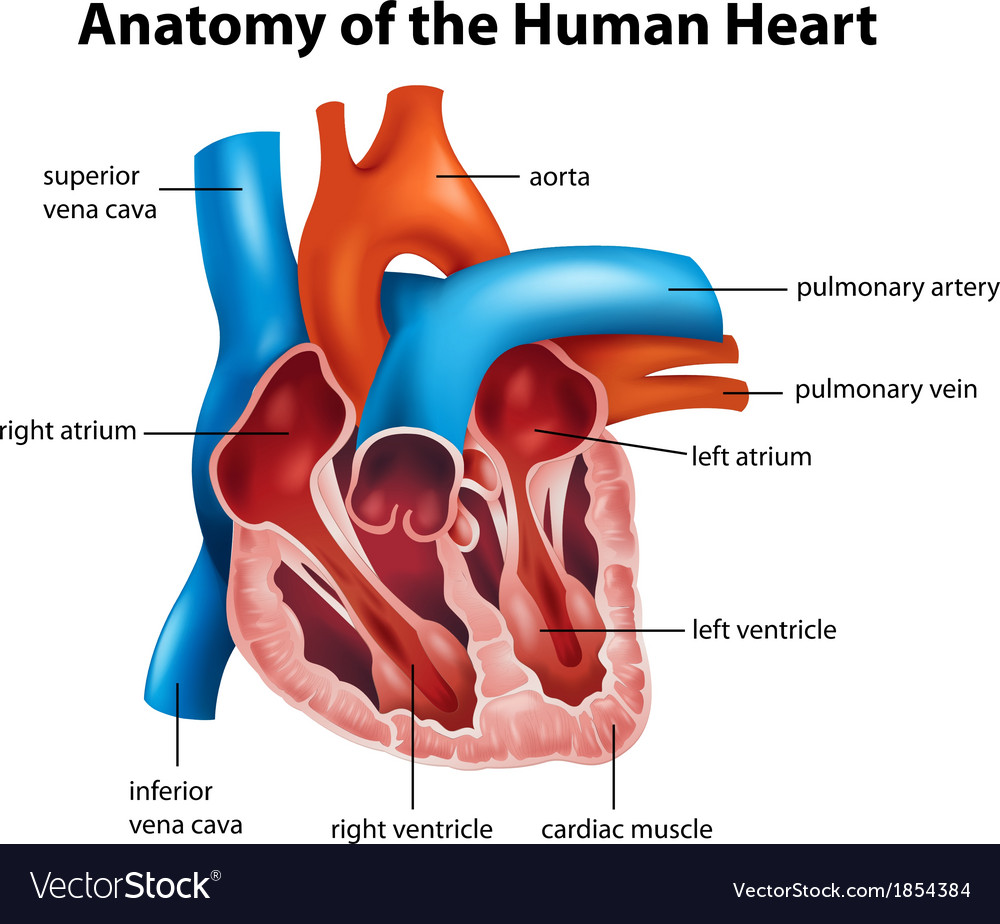 Anatomy of the Human Heart
superior
vena cava
aorta
pulmonary artery
pulmonary vein
right atrium
left atrium
left ventricle
inferior
vena cava
right ventricle
cardiac muscle
VectorStock®
VectorStock.com/1854384